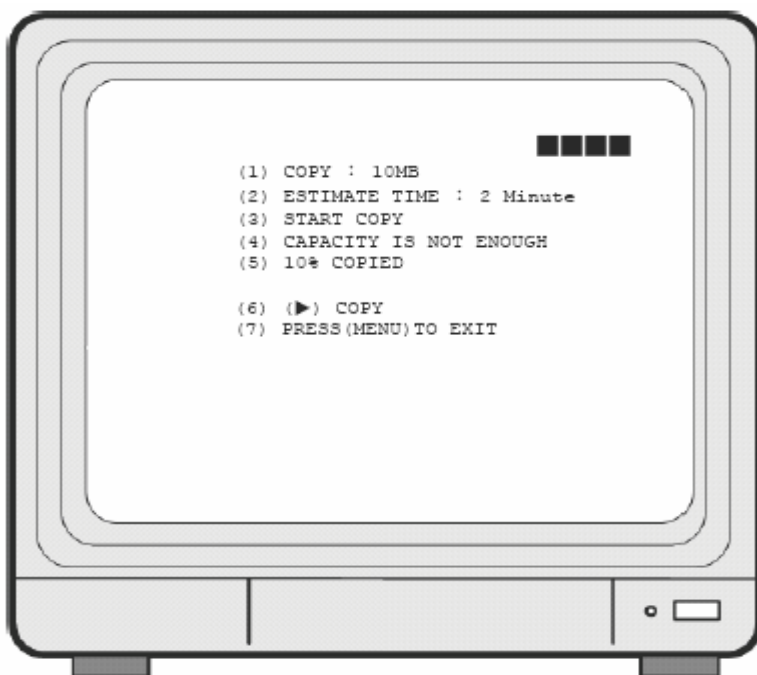 (1) COPY : 10MB
(2) ESTIMATE TIME : 2 Minute
(3) START COPY
(4) CAPACITY IS NOT ENOUGH
(5) 10% COPIED
(6) (▶) COPY
(7) PRESS(MENU)TO EXIT